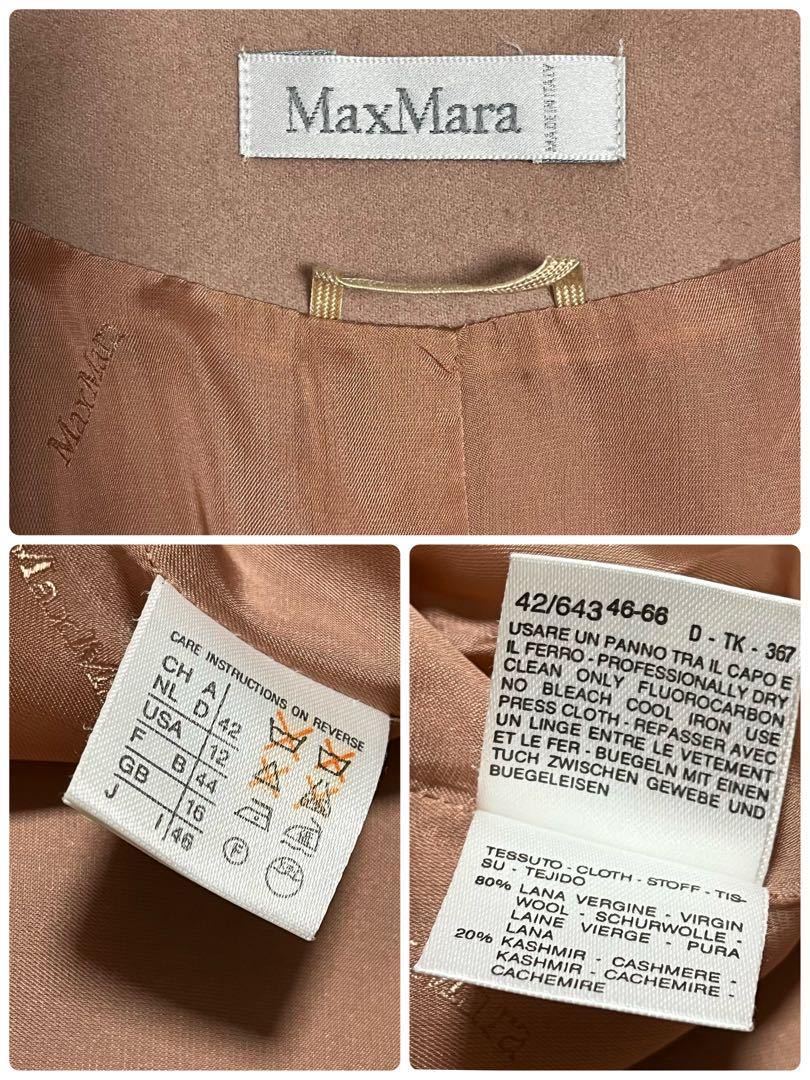 MaxMara
MADE IN ITALY
MaxMara
CARE INSTRUCTIONS ON REVERSE
CH A
NL D 42
USA 12
F B 44
GB 16
J I 46
F
42/643 46-66 D - TK - 367
USARE UN PANNO TRA IL CAPO E
IL FERRO - PROFESSIONALLY DRY
CLEAN ONLY FLUOROCARBON
NO BLEACH COOL IRON USE
PRESS CLOTH - REPASSER AVEC
UN LINGE ENTRE LE VETEMENT
ET LE FER - BUEGELN MIT EINEN
TUCH ZWISCHEN GEWEBE UND
BUEGELEISEN
TESSUTO - CLOTH - STOFF - TIS-
SU - TEJIDO
80% LANA VERGINE - VIRGIN
WOOL - SCHURWOLLE -
LAINE VIERGE - PURA
LANA
20% KASHMIR - CASHMERE -
KASHMIR - CACHEMIRE -
CACHEMIRE